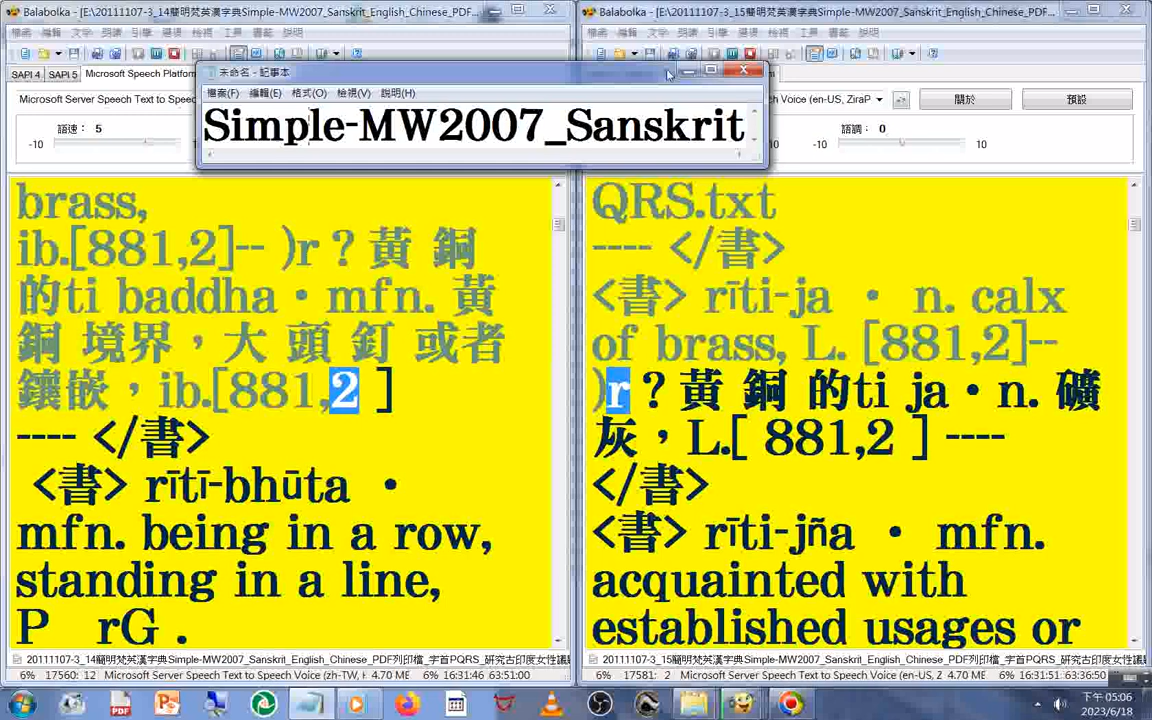 Balabolka - [E:\20111107-3_14簡明梵英漢字典Simple-MW2007_Sanskrit_English_Chinese_PDF...
Balabolka - [E:\20111107-3_15簡明梵英漢字典Simple-MW2007_Sanskrit_English_Chinese_PDF...
SAPI 4 SAPI 5 Microsoft Speech Platform
未命名 - 記事本
檔案(F) 編輯(E) 格式(O) 檢視(V) 說明(H)
Simple-MW2007_Sanskrit
Microsoft Server Speech Text to Spee
Voice (en-US, ZiraP
關於
預設
語速： 5
-10
語調： 0
-10 10
brass,
ib.[881,2]-- )r？黃 銅
的ti baddha・mfn. 黃
銅 境界，大 頭 釘 或者
鑲嵌，ib.[881,2 ]
---- </書>
<書> rītī-bhūta •
mfn. being in a row,
standing in a line,
P rG .
QRS.txt
---- </書>
<書> rīti-ja • n. calx
of brass, L. [881,2]--
)r？黃 銅 的ti ja・n. 礦
灰，L.[ 881,2 ] ----
</書>
<書> rīti-jña • mfn.
acquainted with
established usages or
20111107-3_14簡明梵英漢字典Simple-MW2007_Sanskrit_English_Chinese_PDF列印檔_字首PQRS_研究古印度女性議
20111107-3_15簡明梵英漢字典Simple-MW2007_Sanskrit_English_Chinese_PDF列印檔_字首PQRS_研究古印度女性議
6% 17560: 12 Microsoft Server Speech Text to Speech Voice (zh-TW, H 4.70 ME 16:31:46 63:51:00
6% 17581: 2 Microsoft Server Speech Text to Speech Voice (en-US, Z 4.70 ME 16:31:51 63:36:50
下午 05:06
2023/6/18